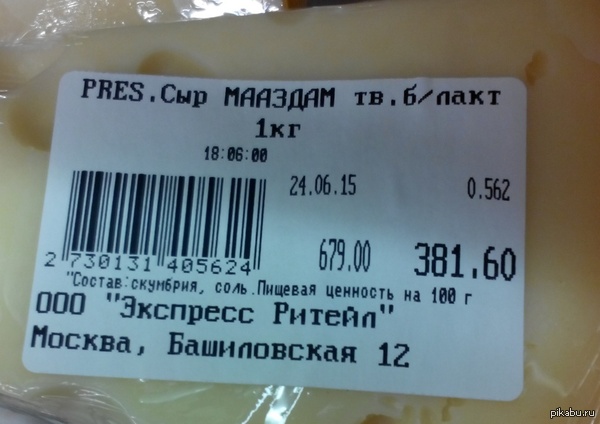 PRES.Сыр МААЗДАМ тв.б/лакт
1кг
18:06:00
24.06.15 0.562
679.00 381.60
2 730131 405624
"Состав:скумбрия, соль.Пищевая ценность на 100 г
ООО "Экспресс Ритейл"
Москва, Башиловская 12
pikabu.ru